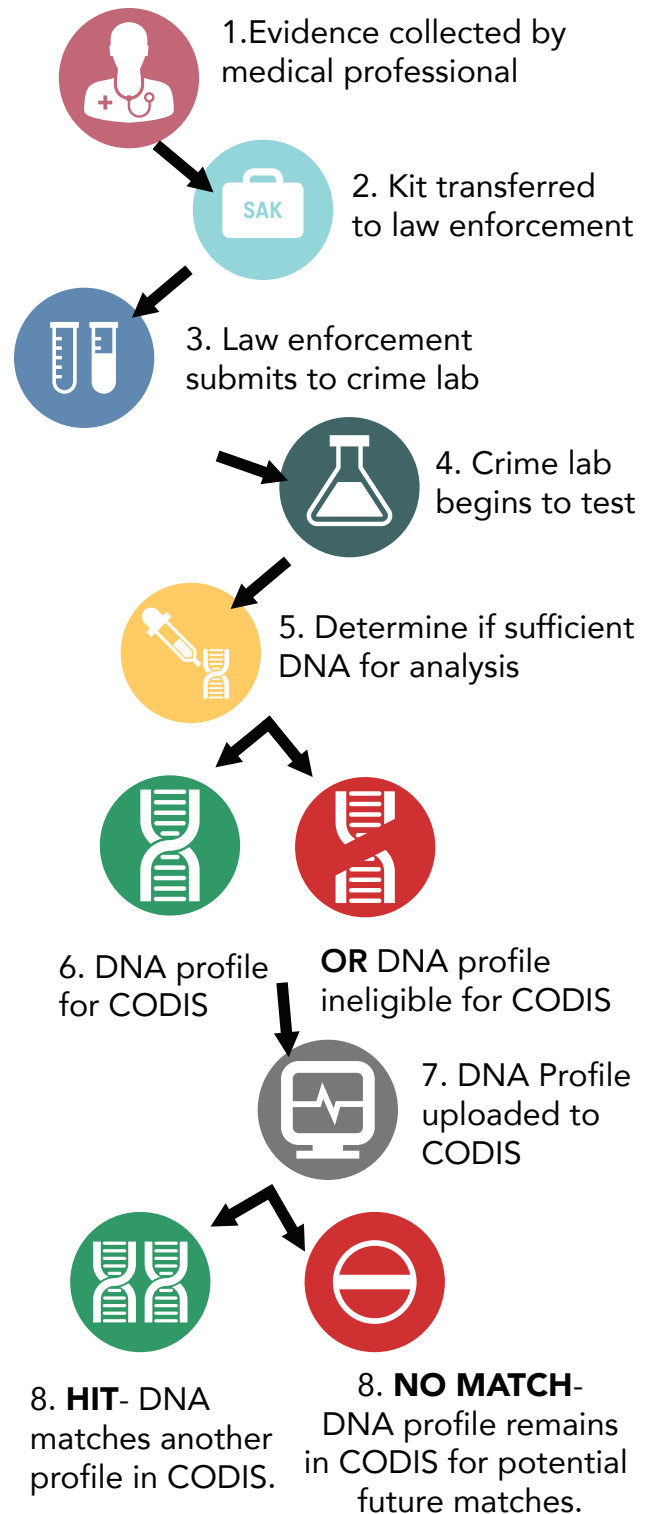 1.Evidence collected by
medical professional
SAK
2. Kit transferred
to law enforcement
3. Law enforcement
submits to crime lab
4. Crime lab
begins to test
5. Determine if sufficient
DNA for analysis
6. DNA profile
for CODIS
OR DNA profile
ineligible for CODIS
7. DNA Profile
uploaded to
CODIS
8. HIT- DNA
matches another
profile in CODIS.
8. NO MATCH-
DNA profile remains
in CODIS for potential
future matches.